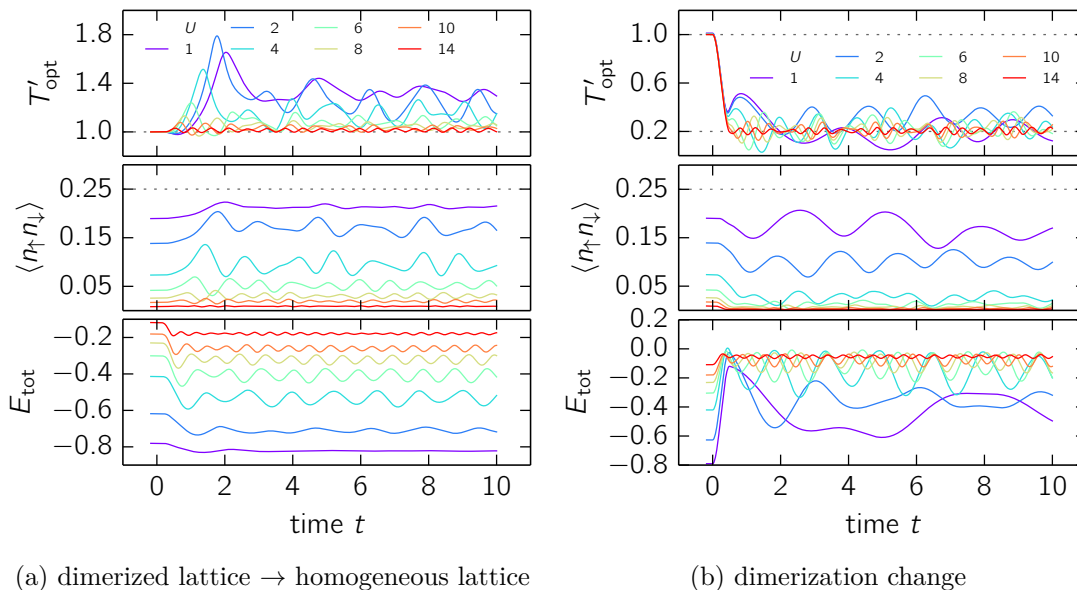 1.8
1.4
1.0
T′opt
U 2 6 10
1 4 8 14
0.25
0.15
0.05
⟨n↑n↓⟩
−0.2
−0.4
−0.6
−0.8
Etot
0 2 4 6 8 10
time t
(a) dimerized lattice → homogeneous lattice
1.0
0.6
0.2
T′opt
U 2 6 10
1 4 8 14
0.25
0.15
0.05
⟨n↑n↓⟩
0.2
0.0
−0.2
−0.4
−0.6
−0.8
Etot
0 2 4 6 8 10
time t
(b) dimerization change